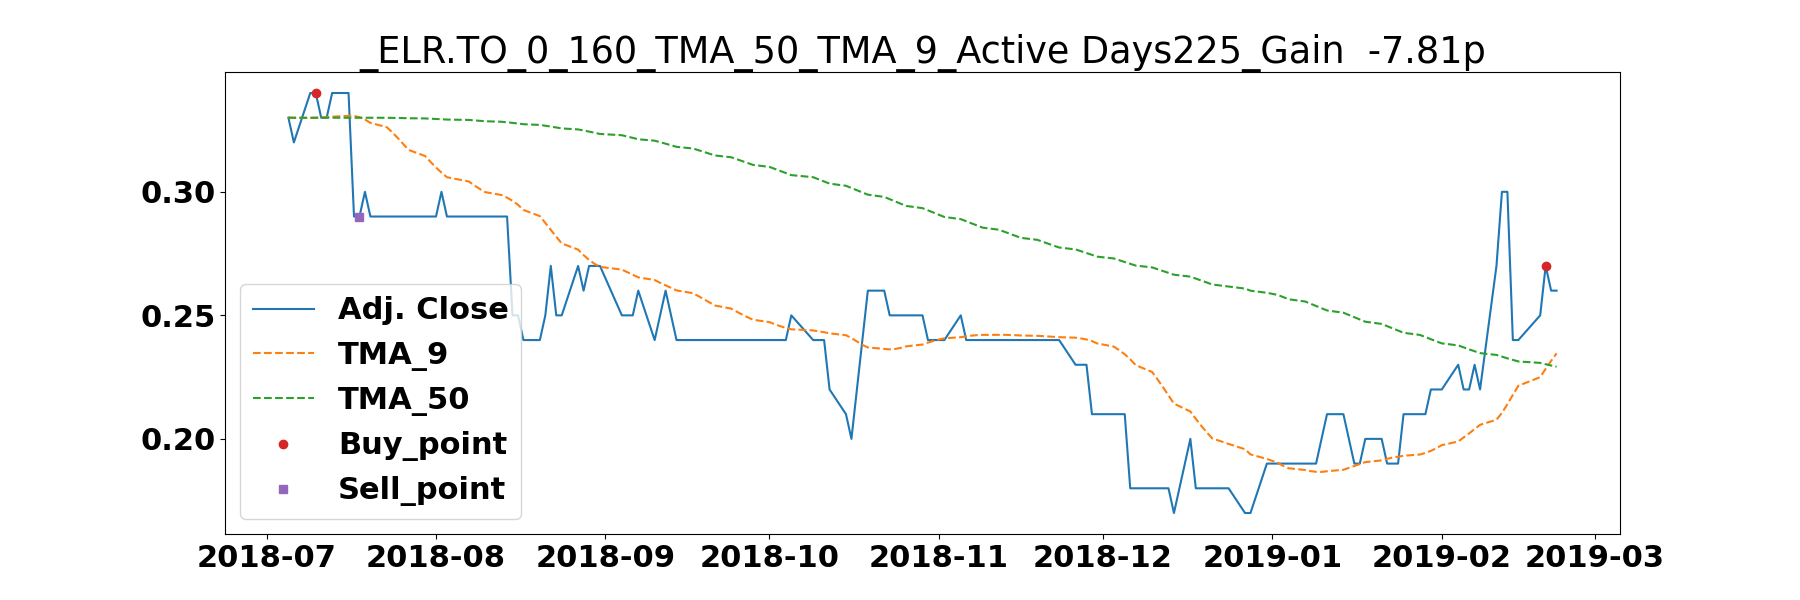 _ELR.TO_0_160_TMA_50_TMA_9_Active Days225_Gain  -7.81p
0.30
0.25
0.20
Adj. Close
TMA_9
TMA_50
Buy_point
Sell_point
2018-07 2018-08 2018-09 2018-10 2018-11 2018-12 2019-01 2019-02 2019-03